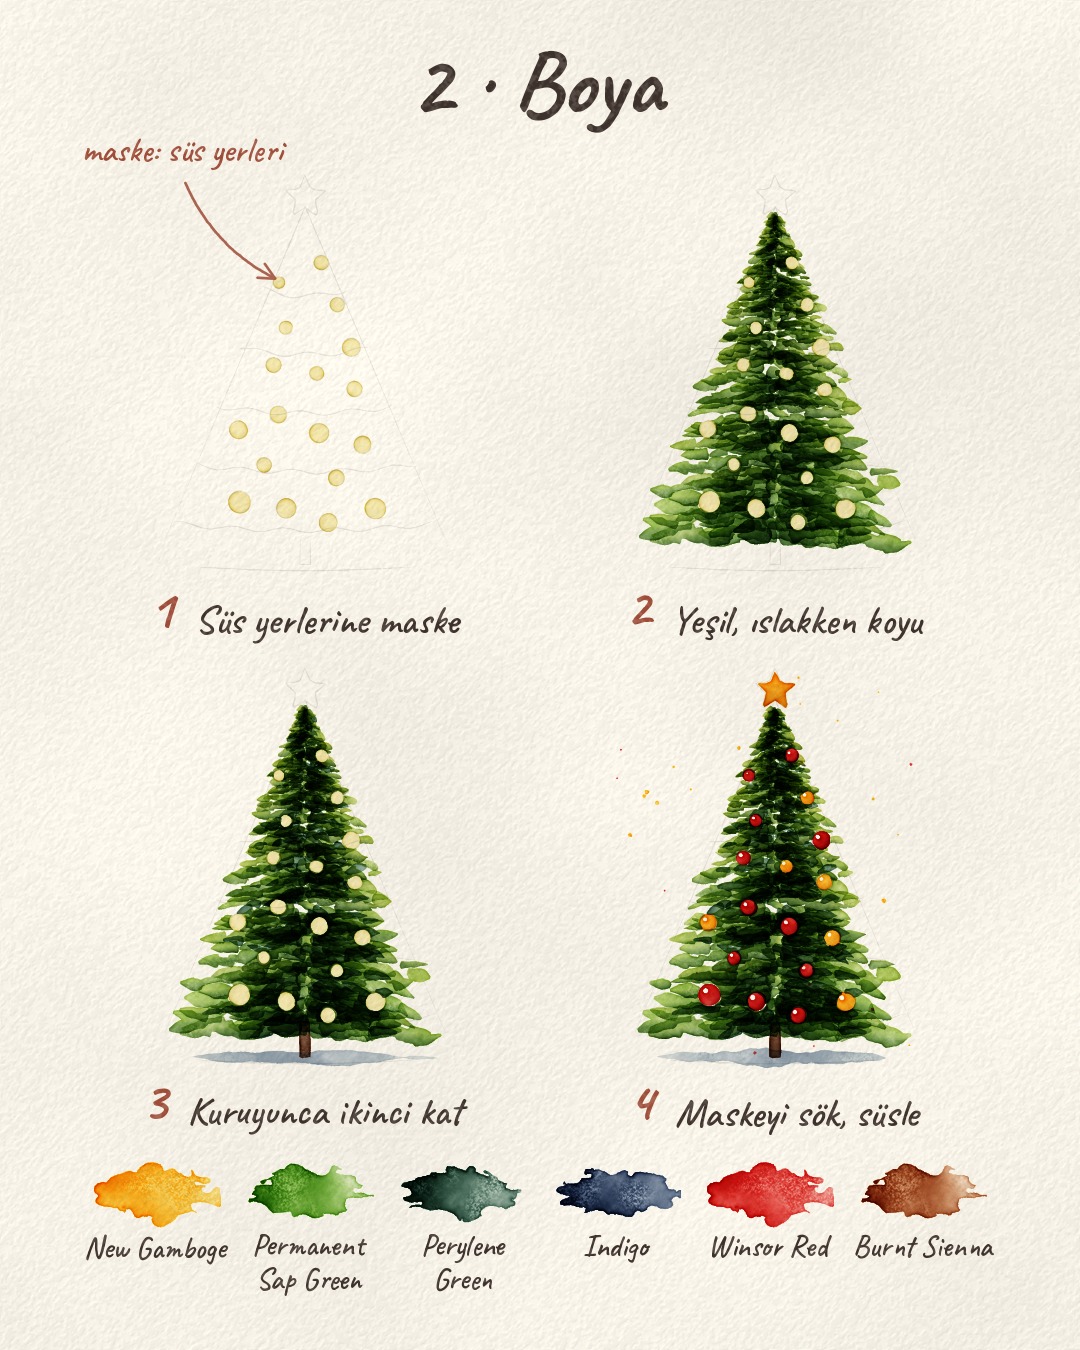 2 · Boya
maske: süs yerleri
1 Süs yerlerine maske
2 Yeşil, ıslakken koyu
3 Kuruyunca ikinci kat
4 Maskeyi sök, süsle
New Gamboge
Permanent
Sap Green
Perylene
Green
Indigo
Winsor Red
Burnt Sienna